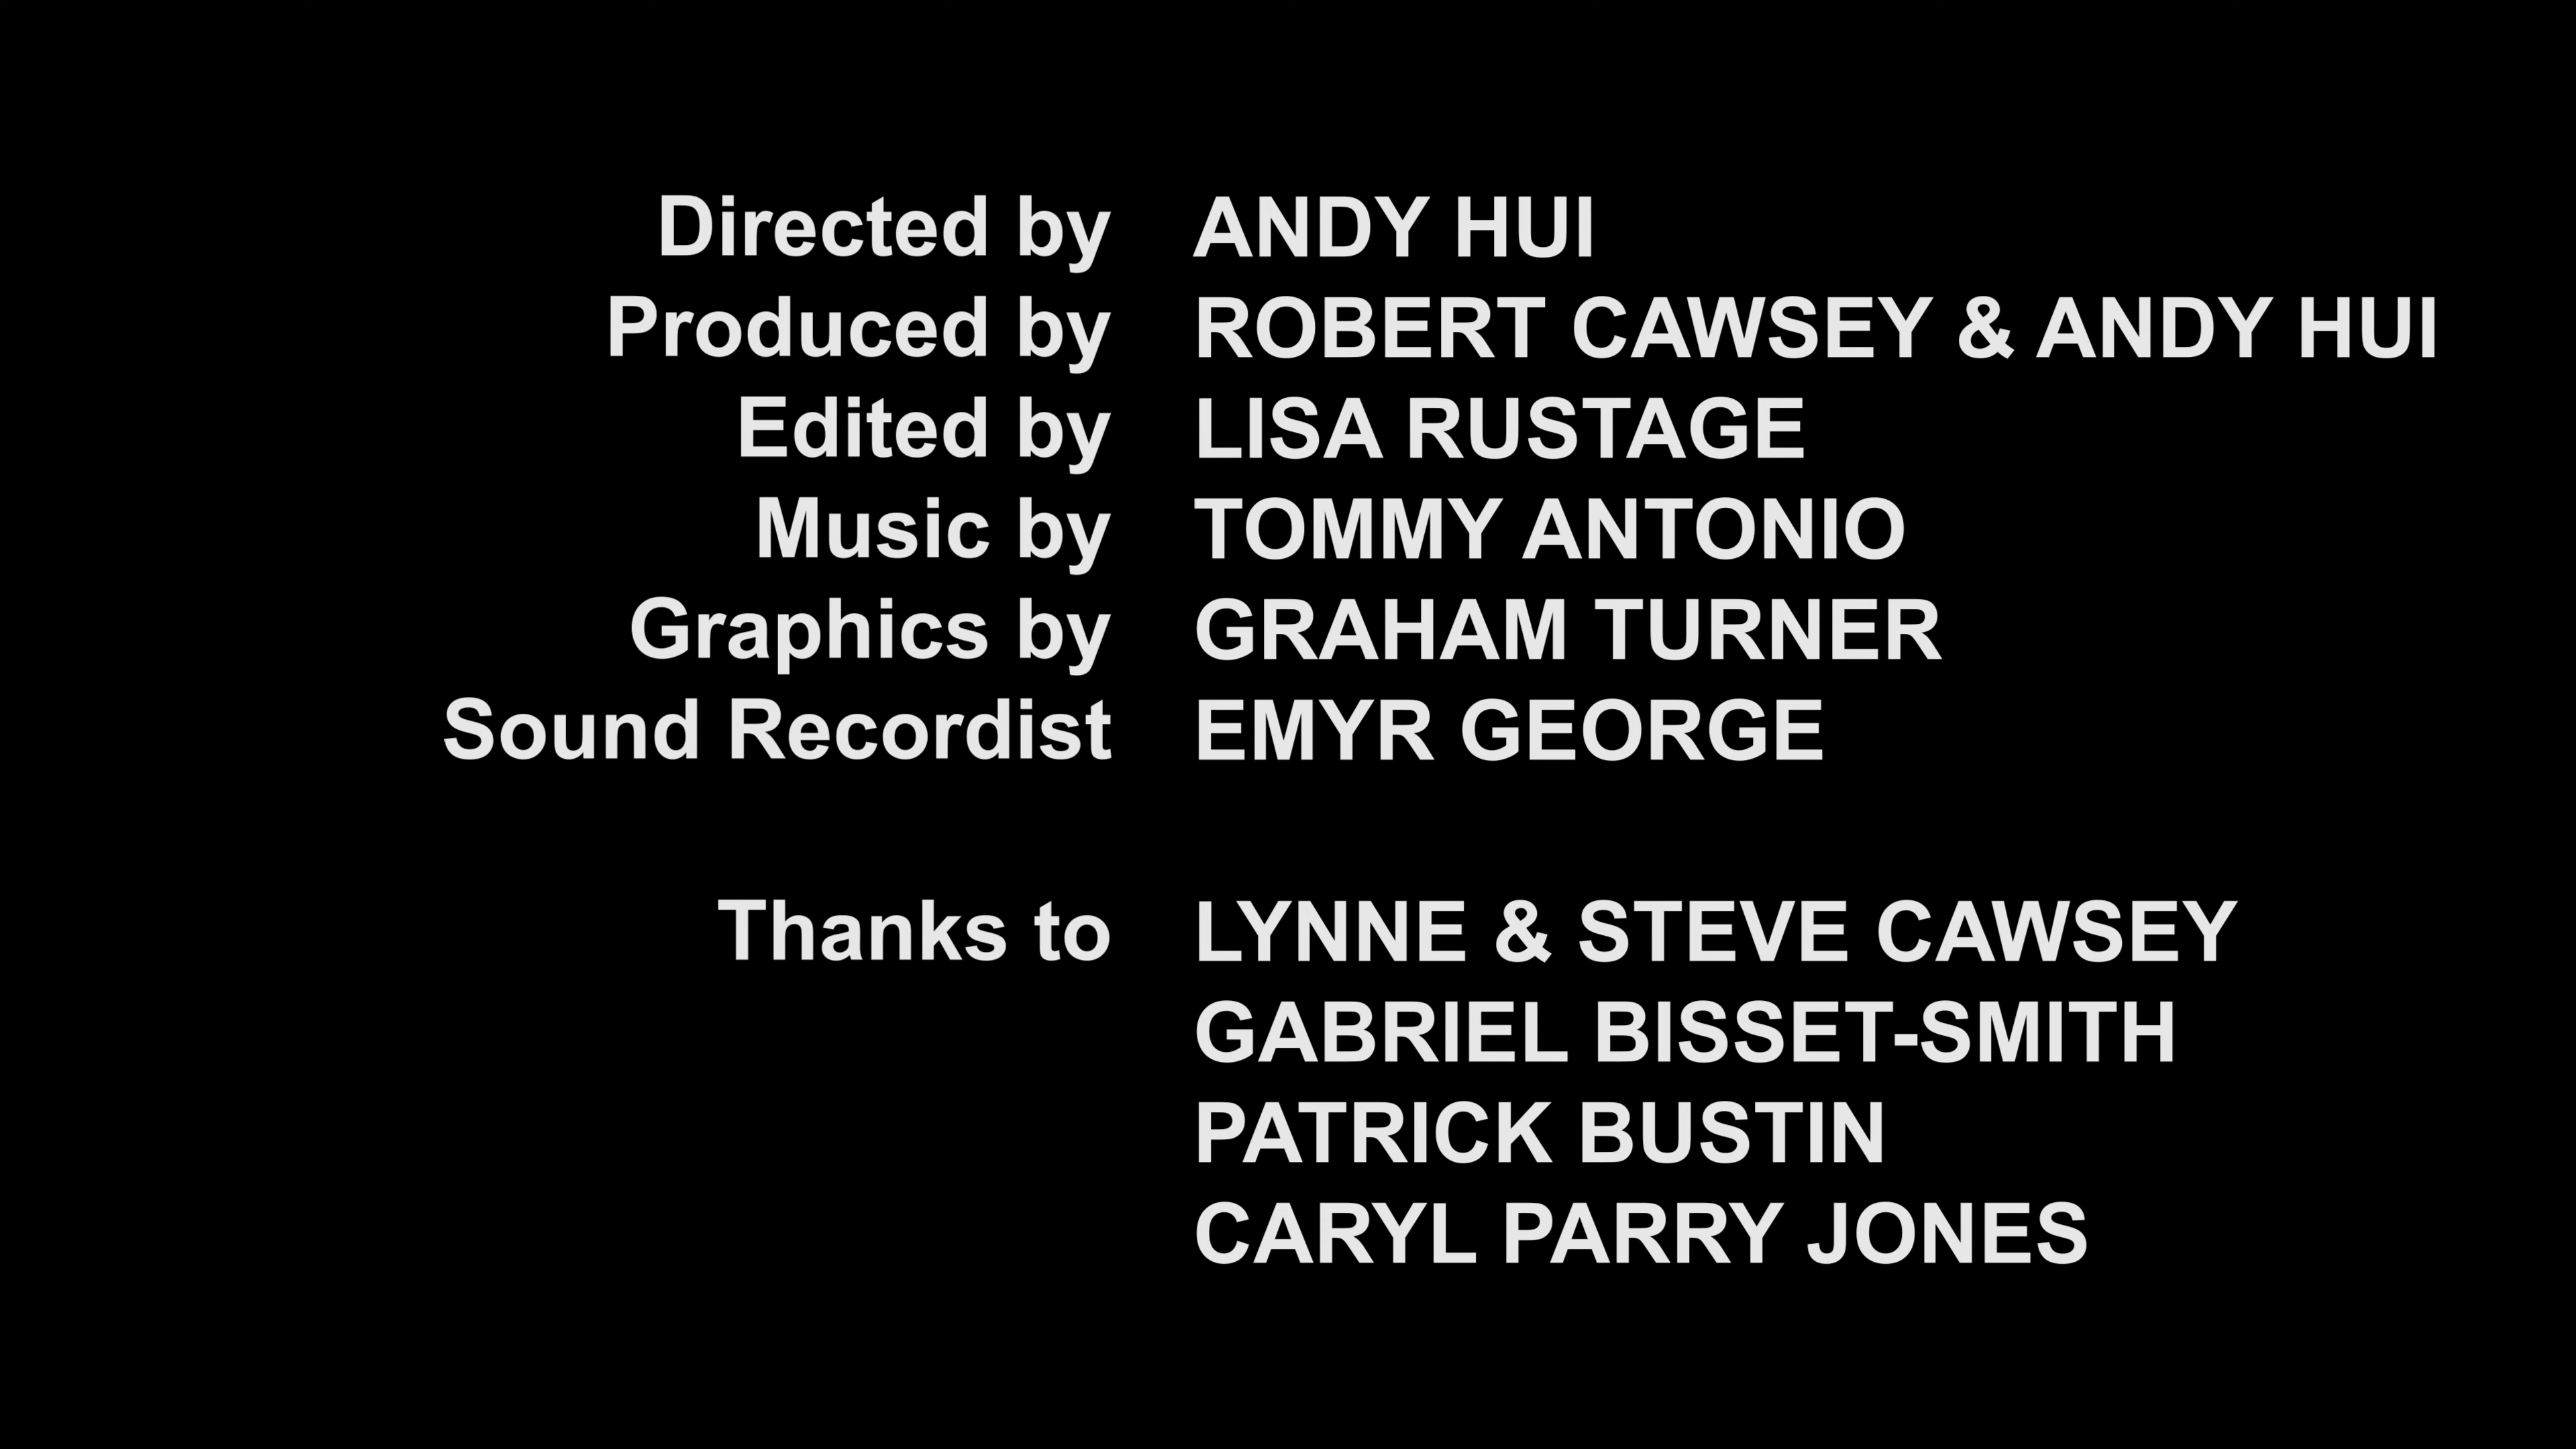 Directed by ANDY HUI
Produced by ROBERT CAWSEY & ANDY HUI
Edited by LISA RUSTAGE
Music by TOMMY ANTONIO
Graphics by GRAHAM TURNER
Sound Recordist EMYR GEORGE
Thanks to LYNNE & STEVE CAWSEY
GABRIEL BISSET-SMITH
PATRICK BUSTIN
CARYL PARRY JONES